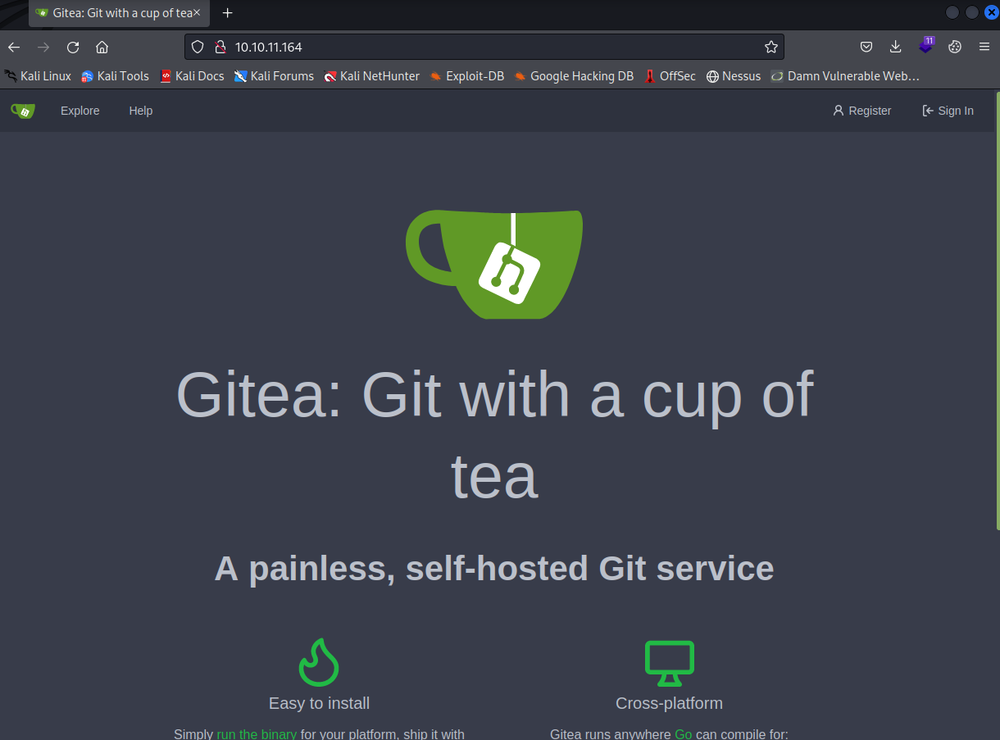 Gitea: Git with a cup of tea
10.10.11.164
11
Kali Linux Kali Tools Kali Docs Kali Forums Kali NetHunter Exploit-DB Google Hacking DB OffSec Nessus Damn Vulnerable Web…
Explore Help Register Sign In
Gitea: Git with a cup of
tea
A painless, self-hosted Git service
Easy to install Cross-platform
Simply run the binary for your platform, ship it with Gitea runs anywhere Go can compile for: